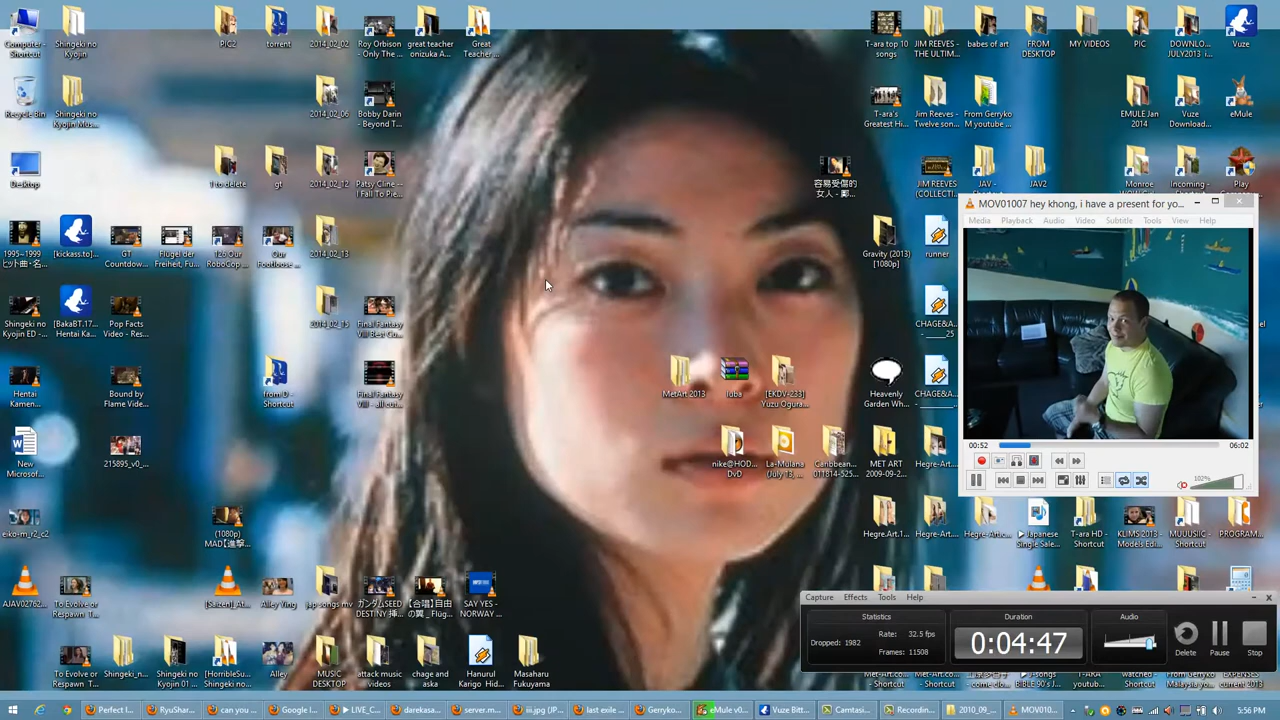 Computer - Shortcut
Shingeki no Kyojin
PIC2
torrent
2014_02_02
Roy Orbison - Only The ...
great teacher onizuka A...
Great Teacher ...
T-ara top 10 songs
JIM REEVES - THE ULTIM...
babes of art
FROM DESKTOP
MY VIDEOS
PIC
DOWNLO... JULY2013 i...
Vuze
Recycle Bin
Shingeki no Kyojin Mus...
2014_02_06
Bobby Darin - Beyond T...
T-ara's Greatest Hi...
Jim Reeves - Twelve son...
From Gerryko M youtube ...
EMULE Jan 2014
Vuze Download...
eMule
Desktop
1 to delete
gt
2014_02_12
Patsy Cline -- I Fall To Pie...
容易受傷的女人 - 鄺...
JIM REEVES (COLLECTI...
JAV - Shortcut
JAV2
Incoming - Shortcut
Play
MOV01007 hey khong, i have a present for yo...
Media Playback Audio Video Subtitle Tools View Help
1995~1999
[kickass.to]...
GT Countdow...
Flugel der Freiheit, Fu...
12o Our RoboCop ...
Our Footloose ...
2014_02_13
Gravity (2013) [1080p]
runner
Shingeki no Kyojin ED -...
[BakaBT.17... Hentai Ka...
Pop Facts Video - Res...
2014_02_15
Final Fantasy VIII Best Gu...
CHAGE&A... _____25
Hentai Kamen...
Bound by Flame Vide...
from D - Shortcut
Final Fantasy VIII - all cut...
MetArt 2013
luba
[EKDV-233] Yuzu Ogura...
Heavenly Garden Wh...
CHAGE&A...
00:52
06:02
102%
New Microsof...
215895_v0_...
nike@HOD... DvD
La-Mulana (July 13, ...
Caribbean 011814-525...
MET ART 2009-09-2...
Hegre-Art...
eiko-m_r2_c2
(1080p) MAD【進撃...
Hegre.Art.1...
Hegre-Art...
Hegre-Artic...
Japanese Single Sale...
T-ara HD - Shortcut
KLIMS 2013 - Models Edi...
MUUUSIIC - Shortcut
PROGRAM...
AJAV02762...
To Evolve or Respawn T...
[Saizen]_At...
Alley Ying
jap songs mv
ガンダムSEED DESTINY 挿...
【合唱】自由の翼 _Flug...
SAY YES - NORWAY ...
Capture Effects Tools Help
Statistics
Duration
Audio
Dropped: 1982
Rate: 32.5 fps
Frames: 11508
0:04:47
Delete
Pause
Stop
To Evolve or Respawn T...
Shingeki_n...
Shingeki no Kyojin 01 ...
[HorribleSu... Shingeki no...
Alley
MUSIC DESKTOP
attack music videos
chage and aska
Hanurul Karigo Hid...
Masaharu Fukuyama
Perfect I...
RyuShar...
can you ...
Google I...
▷ LIVE_C...
darekasa...
server.m...
iii.jpg (JP...
last exile ...
Gerryko...
eMule v0...
Vuze Bitt...
Camtasi...
Recordin...
2010_09_...
MOV010...
5:56 PM